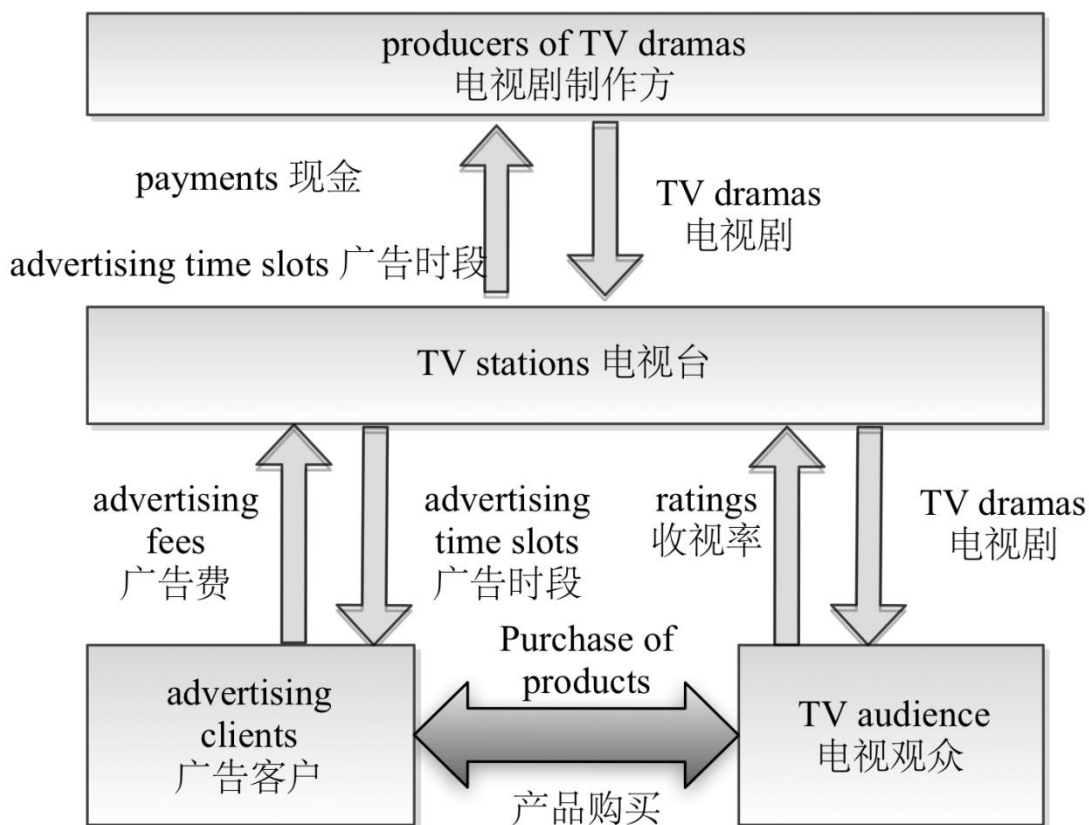 producers of TV dramas
电视剧制作方
payments 现金
TV dramas
电视剧
advertising time slots 广告时段
TV stations 电视台
advertising
fees
广告费
advertising
time slots
广告时段
ratings
收视率
TV dramas
电视剧
Purchase of
products
advertising
clients
广告客户
TV audience
电视观众
产品购买